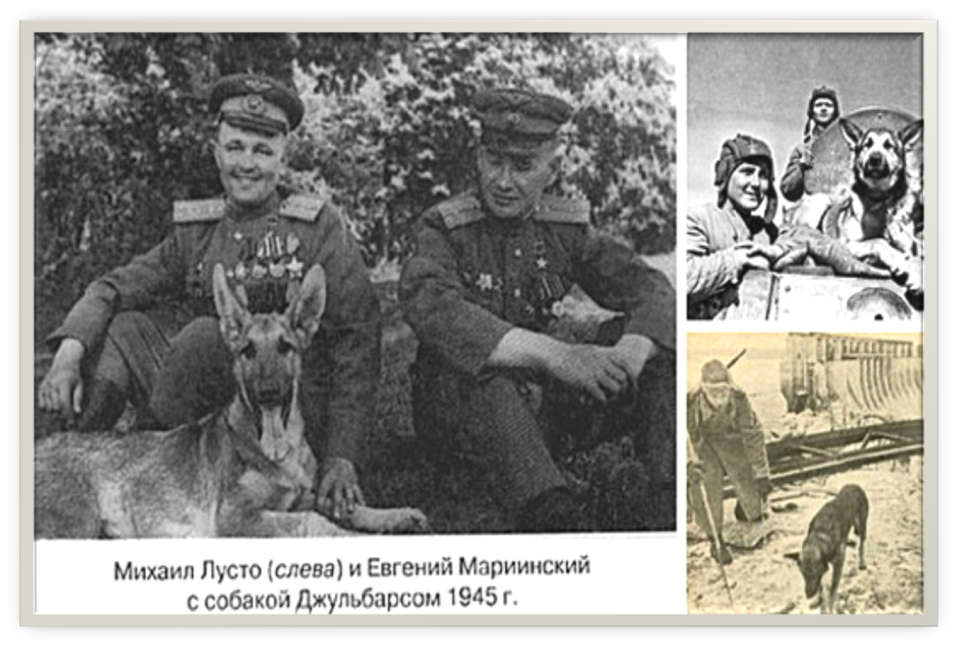 Михаил Лусто (слева) и Евгений Мариинский
с собакой Джульбарсом 1945 г.